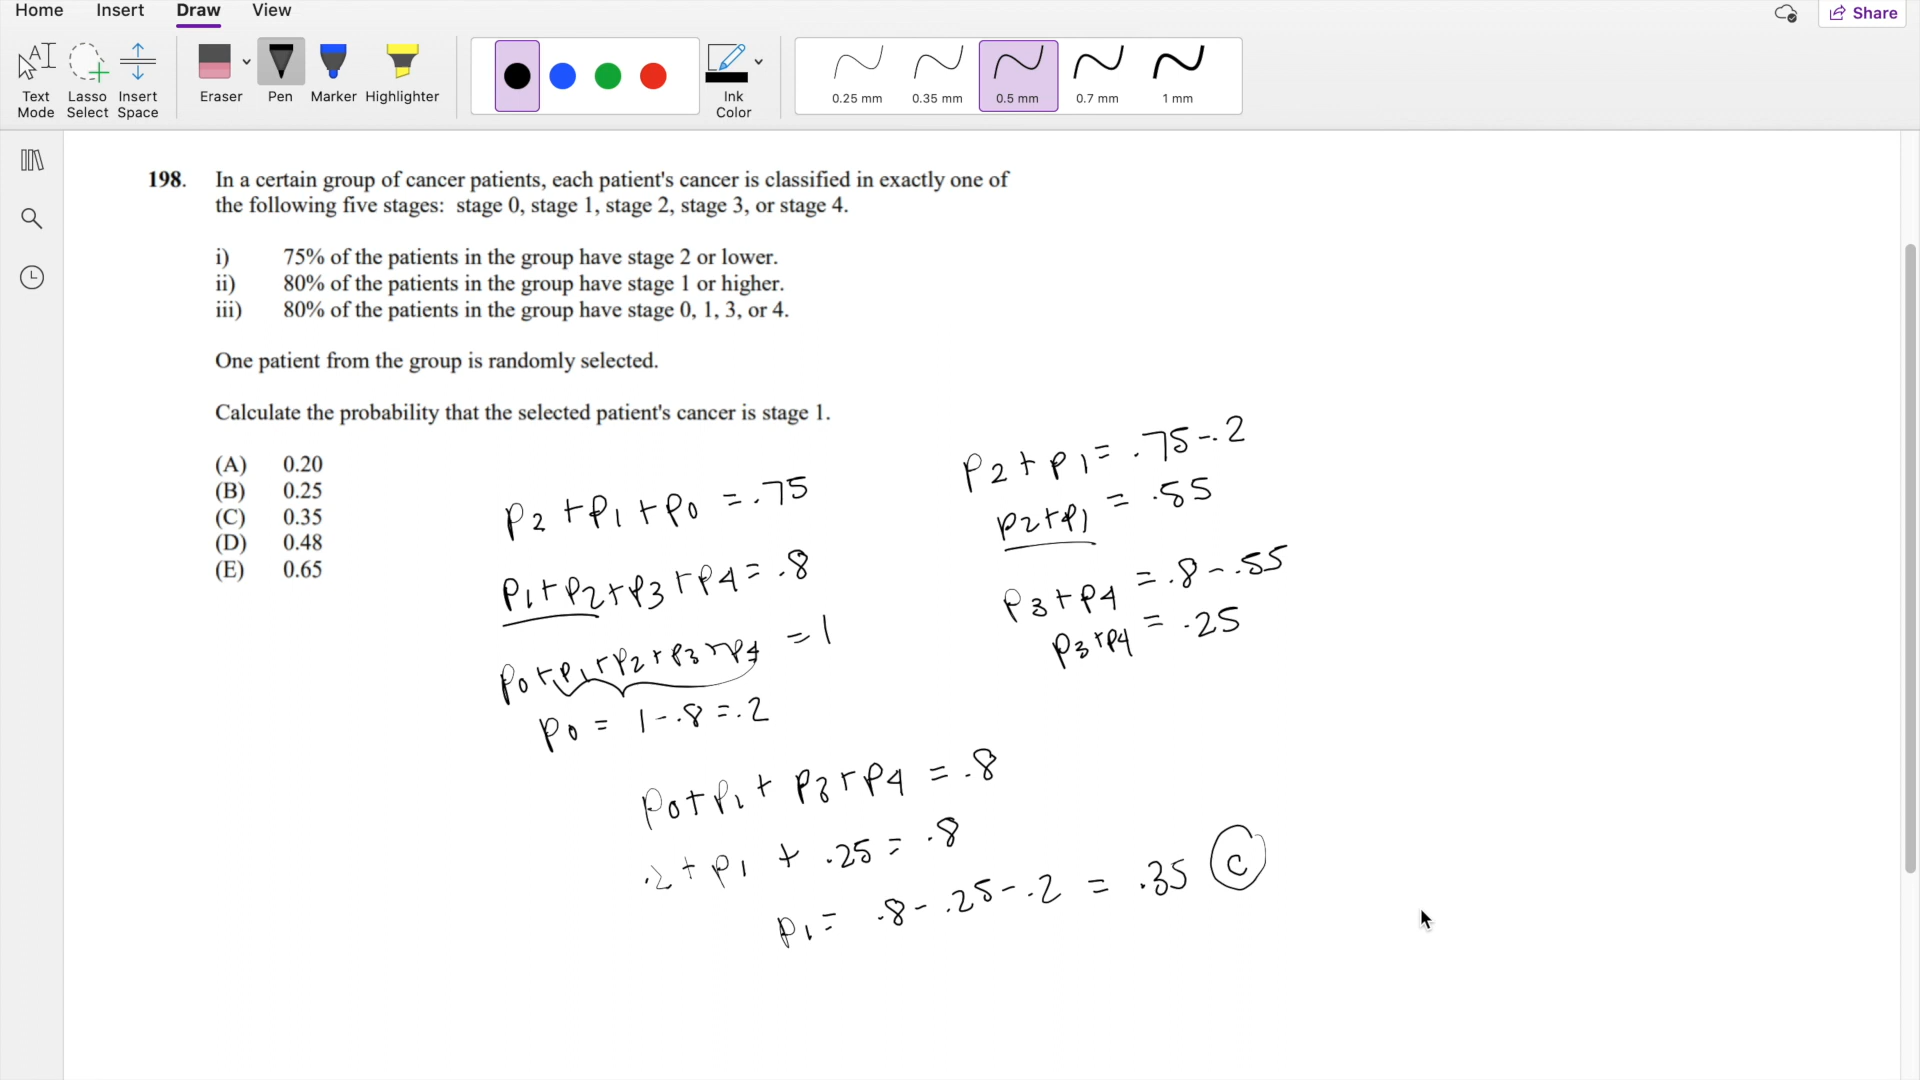 Home Insert Draw View
Share
Text Mode
Lasso Select
Insert Space
Eraser
Pen
Marker
Highlighter
Ink Color
0.25 mm
0.35 mm
0.5 mm
0.7 mm
1 mm
198. In a certain group of cancer patients, each patient's cancer is classified in exactly one of
the following five stages: stage 0, stage 1, stage 2, stage 3, or stage 4.
i) 75% of the patients in the group have stage 2 or lower.
ii) 80% of the patients in the group have stage 1 or higher.
iii) 80% of the patients in the group have stage 0, 1, 3, or 4.
One patient from the group is randomly selected.
Calculate the probability that the selected patient's cancer is stage 1.
(A) 0.20
(B) 0.25
(C) 0.35
(D) 0.48
(E) 0.65
P2+P1+P0 = .75
P1+P2+P3+P4 = .8
P0+P1+P2+P3+P4 = 1
P0 = 1-.8 = .2
P2+P1 = .75-.2
P2+P1 = .55
P3+P4 = .8-.55
P3+P4 = .25
P0+P1+P3+P4 = .8
.2+P1+.25 = .8
P1 = .8-.25-.2 = .35 C